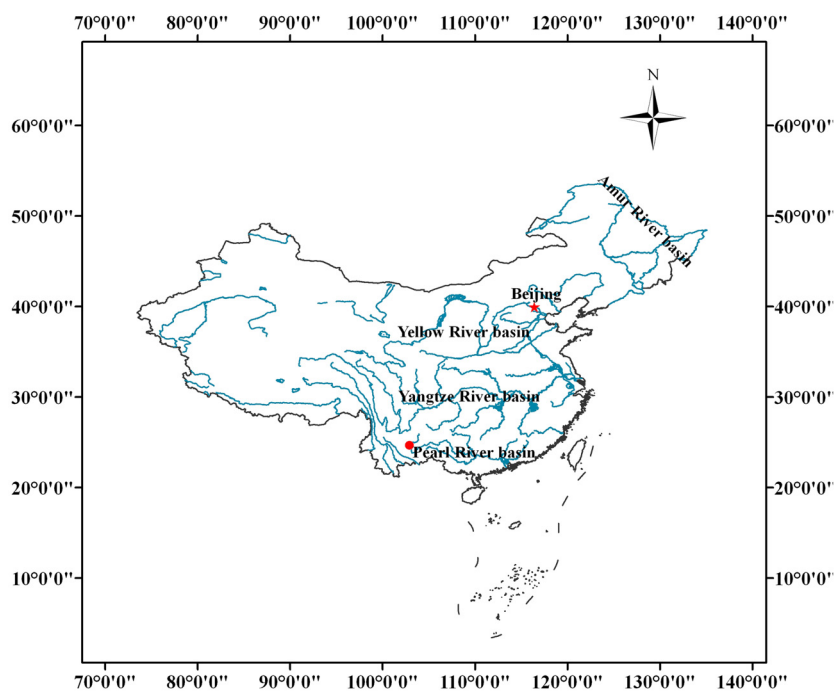 70°0'0'' 80°0'0'' 90°0'0'' 100°0'0'' 110°0'0'' 120°0'0'' 130°0'0'' 140°0'0''
N
60°0'0'' 60°0'0''
50°0'0'' 50°0'0''
Amur River basin
Beijing
40°0'0'' 40°0'0''
Yellow River basin
30°0'0'' 30°0'0''
Yangtze River basin
Pearl River basin
20°0'0'' 20°0'0''
10°0'0'' 10°0'0''
70°0'0'' 80°0'0'' 90°0'0'' 100°0'0'' 110°0'0'' 120°0'0'' 130°0'0'' 140°0'0''